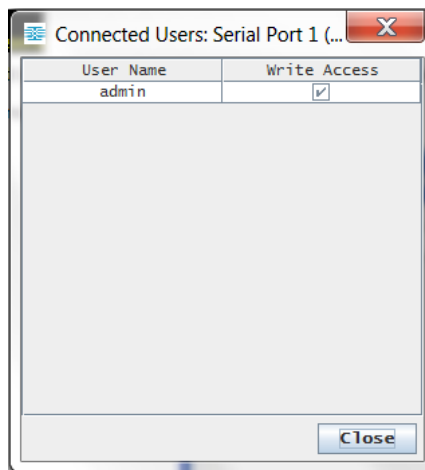 Connected Users: Serial Port 1 (...
User Name Write Access
admin
Close